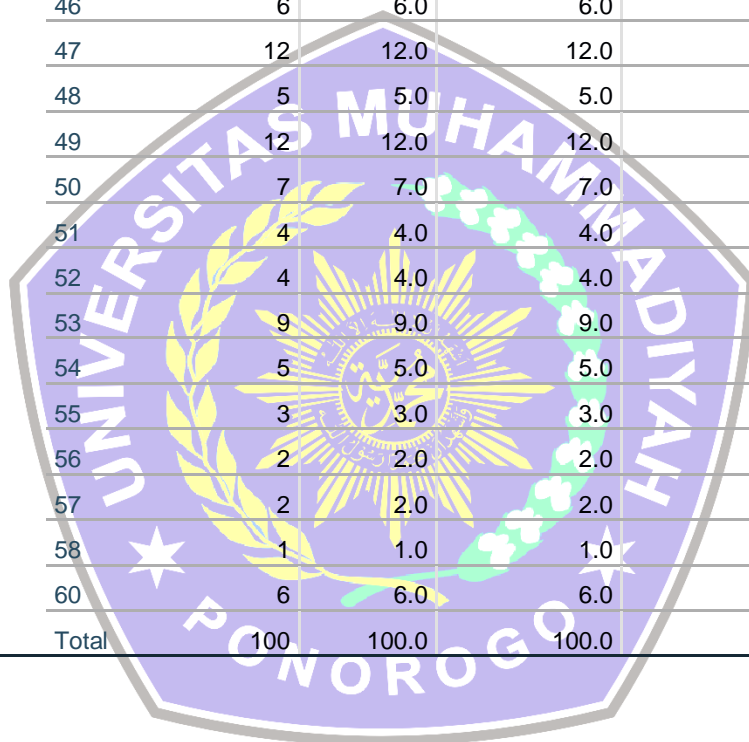 46 6 6.0 6.0
47 12 12.0 12.0
48 5 5.0 5.0
49 12 12.0 12.0
50 7 7.0 7.0
51 4 4.0 4.0
52 4 4.0 4.0
53 9 9.0 9.0
54 5 5.0 5.0
55 3 3.0 3.0
56 2 2.0 2.0
57 2 2.0 2.0
58 1 1.0 1.0
60 6 6.0 6.0
Total 100 100.0 100.0
UNIVERSITAS MUHAMMADIYAH
PONOROGO